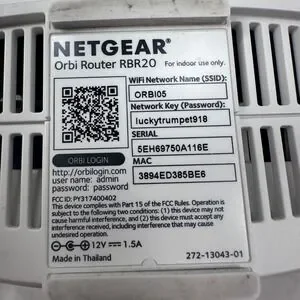 NETGEAR®
Orbi Router RBR20
For indoor use only.
WiFi Network Name (SSID):
ORBI05
Network Key (Password):
luckytrumpet918
SERIAL
5EH69750A116E
MAC
3894ED385BE6
ORBI LOGIN
http://orbilogin.com
username: admin
password: password
FCC ID: PY317400402
This device complies with Part 15 of the FCC Rules. Operation is
subject to the following two conditions: (1) this device may not
cause harmful interference, and (2) this device must accept any
interference received, including interference that may cause
undesired operation.
12V ⎓ 1.5A
Made in Thailand
272-13043-01